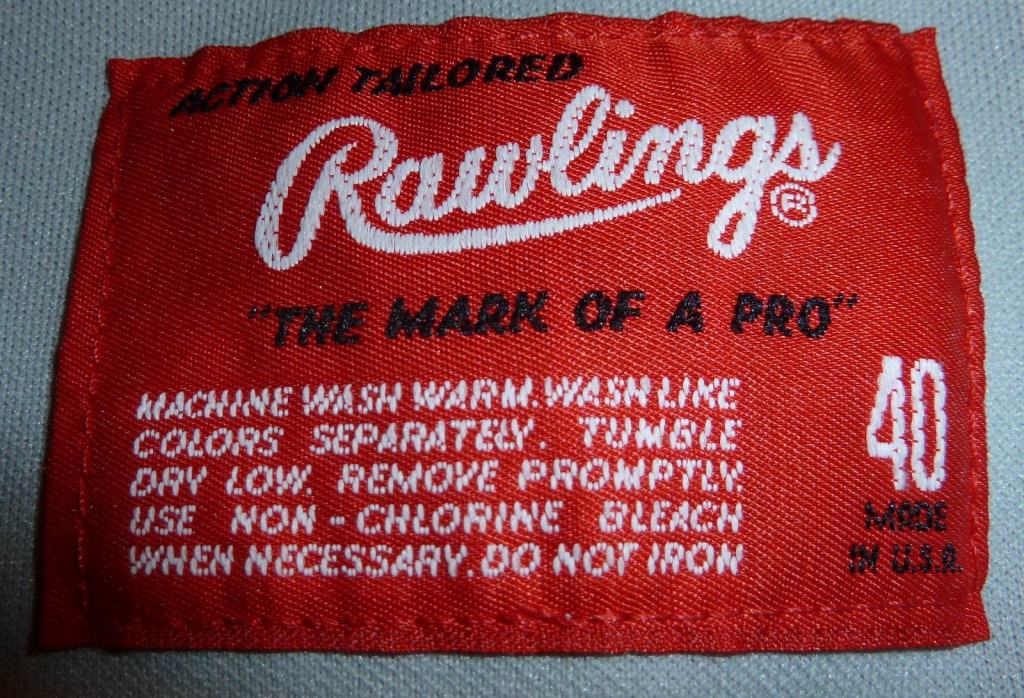 ACTION TAILORED
Rawlings®
"THE MARK OF A PRO"
MACHINE WASH WARM. WASH LIKE
COLORS SEPARATELY. TUMBLE
DRY LOW. REMOVE PROMPTLY
USE NON-CHLORINE BLEACH
WHEN NECESSARY. DO NOT IRON
40
MADE
IN U.S.A.